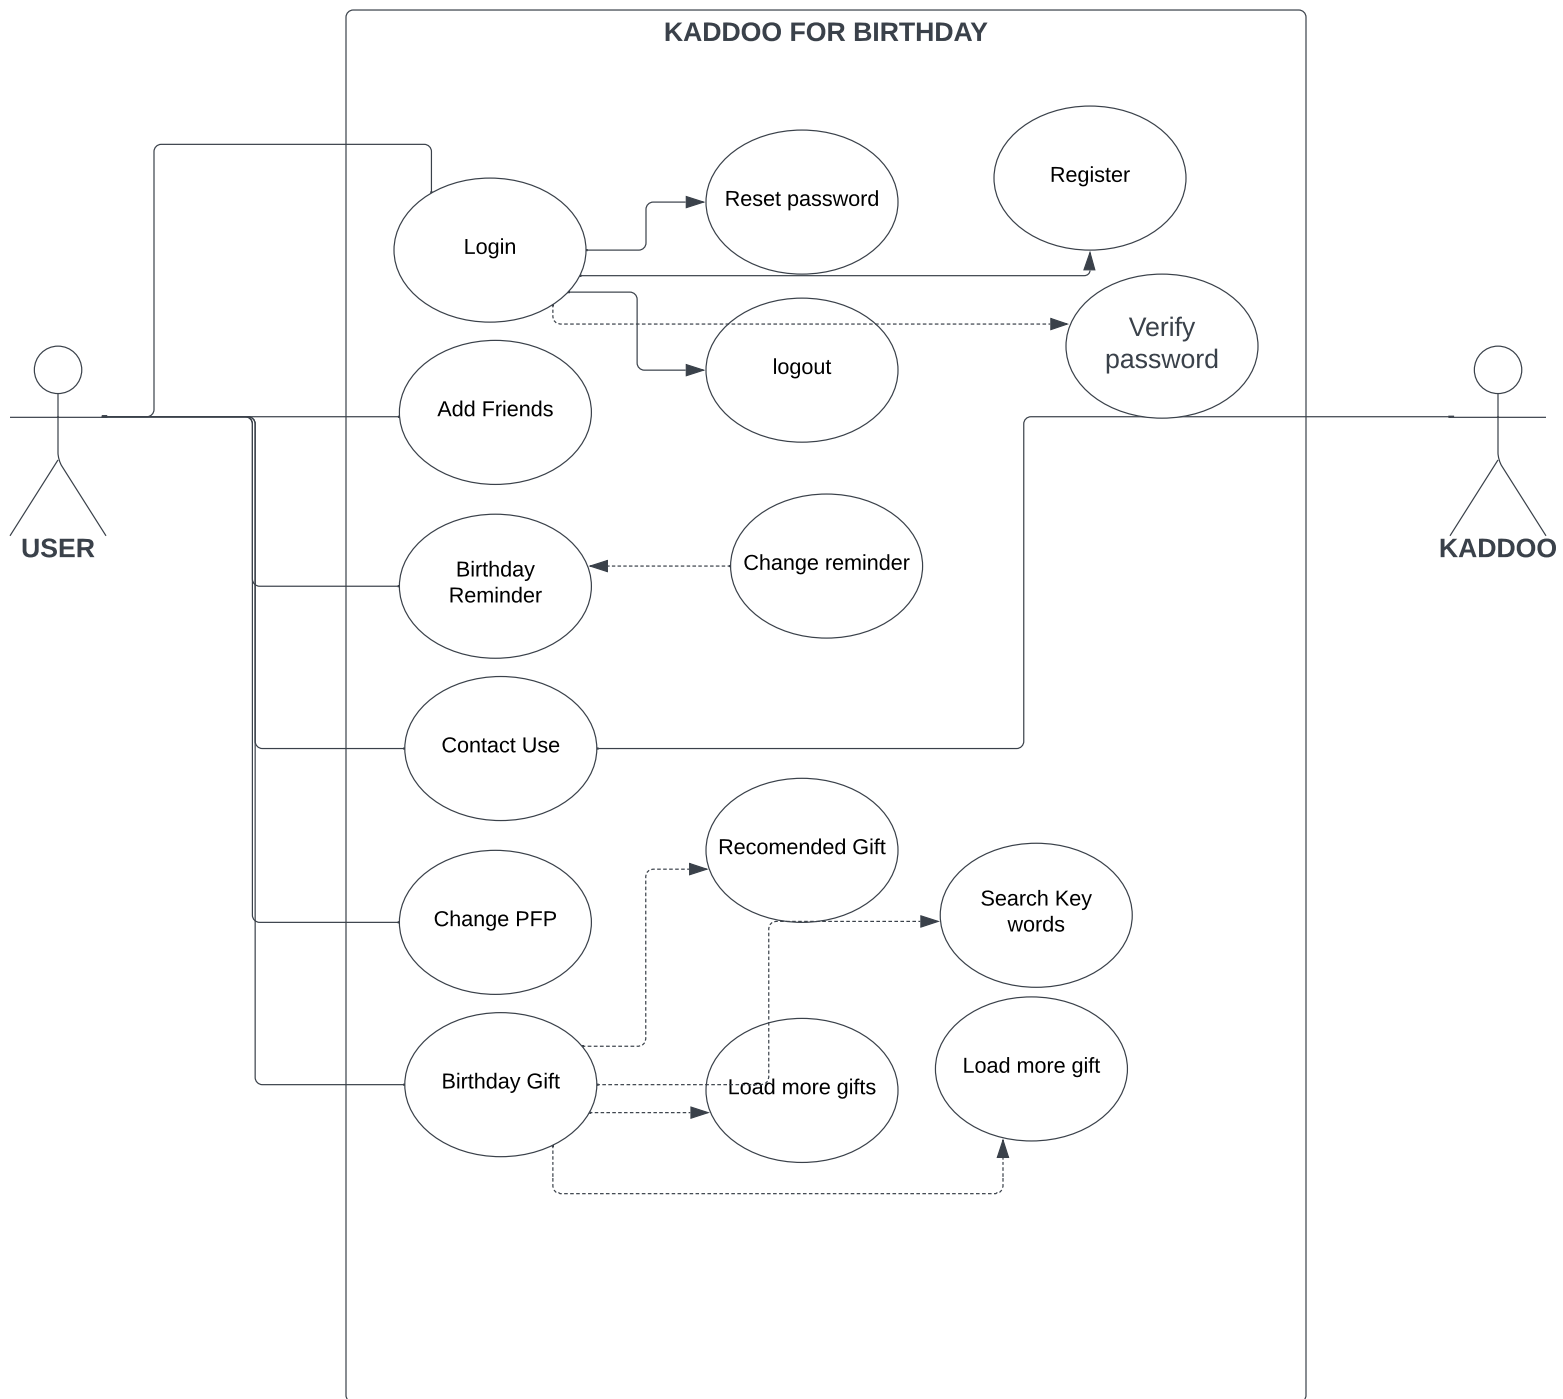 KADDOO FOR BIRTHDAY
Register
Reset password
Login
Verify
password
logout
Add Friends
USER
KADDOO
Birthday
Reminder
Change reminder
Contact Use
Recomended Gift
Search Key
words
Change PFP
Birthday Gift
Load more gifts
Load more gift